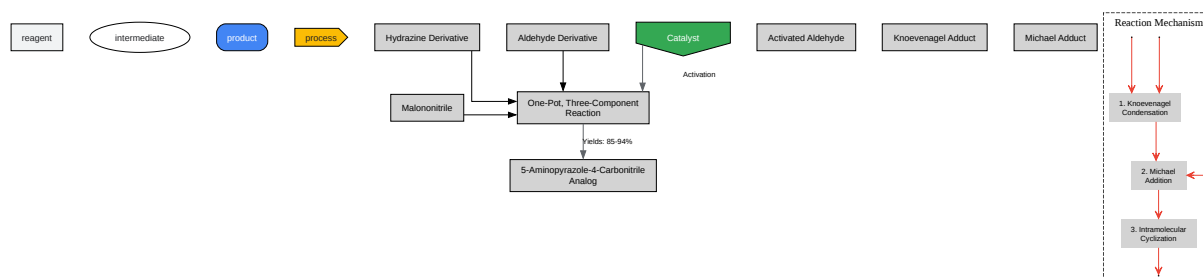 reagent
intermediate
product
process
Hydrazine Derivative
Aldehyde Derivative
Catalyst
Activated Aldehyde
Knoevenagel Adduct
Michael Adduct
Reaction Mechanism
Activation
Malononitrile
One-Pot, Three-Component
Reaction
1. Knoevenagel
Condensation
Yields: 85-94%
5-Aminopyrazole-4-Carbonitrile
Analog
2. Michael
Addition
3. Intramolecular
Cyclization